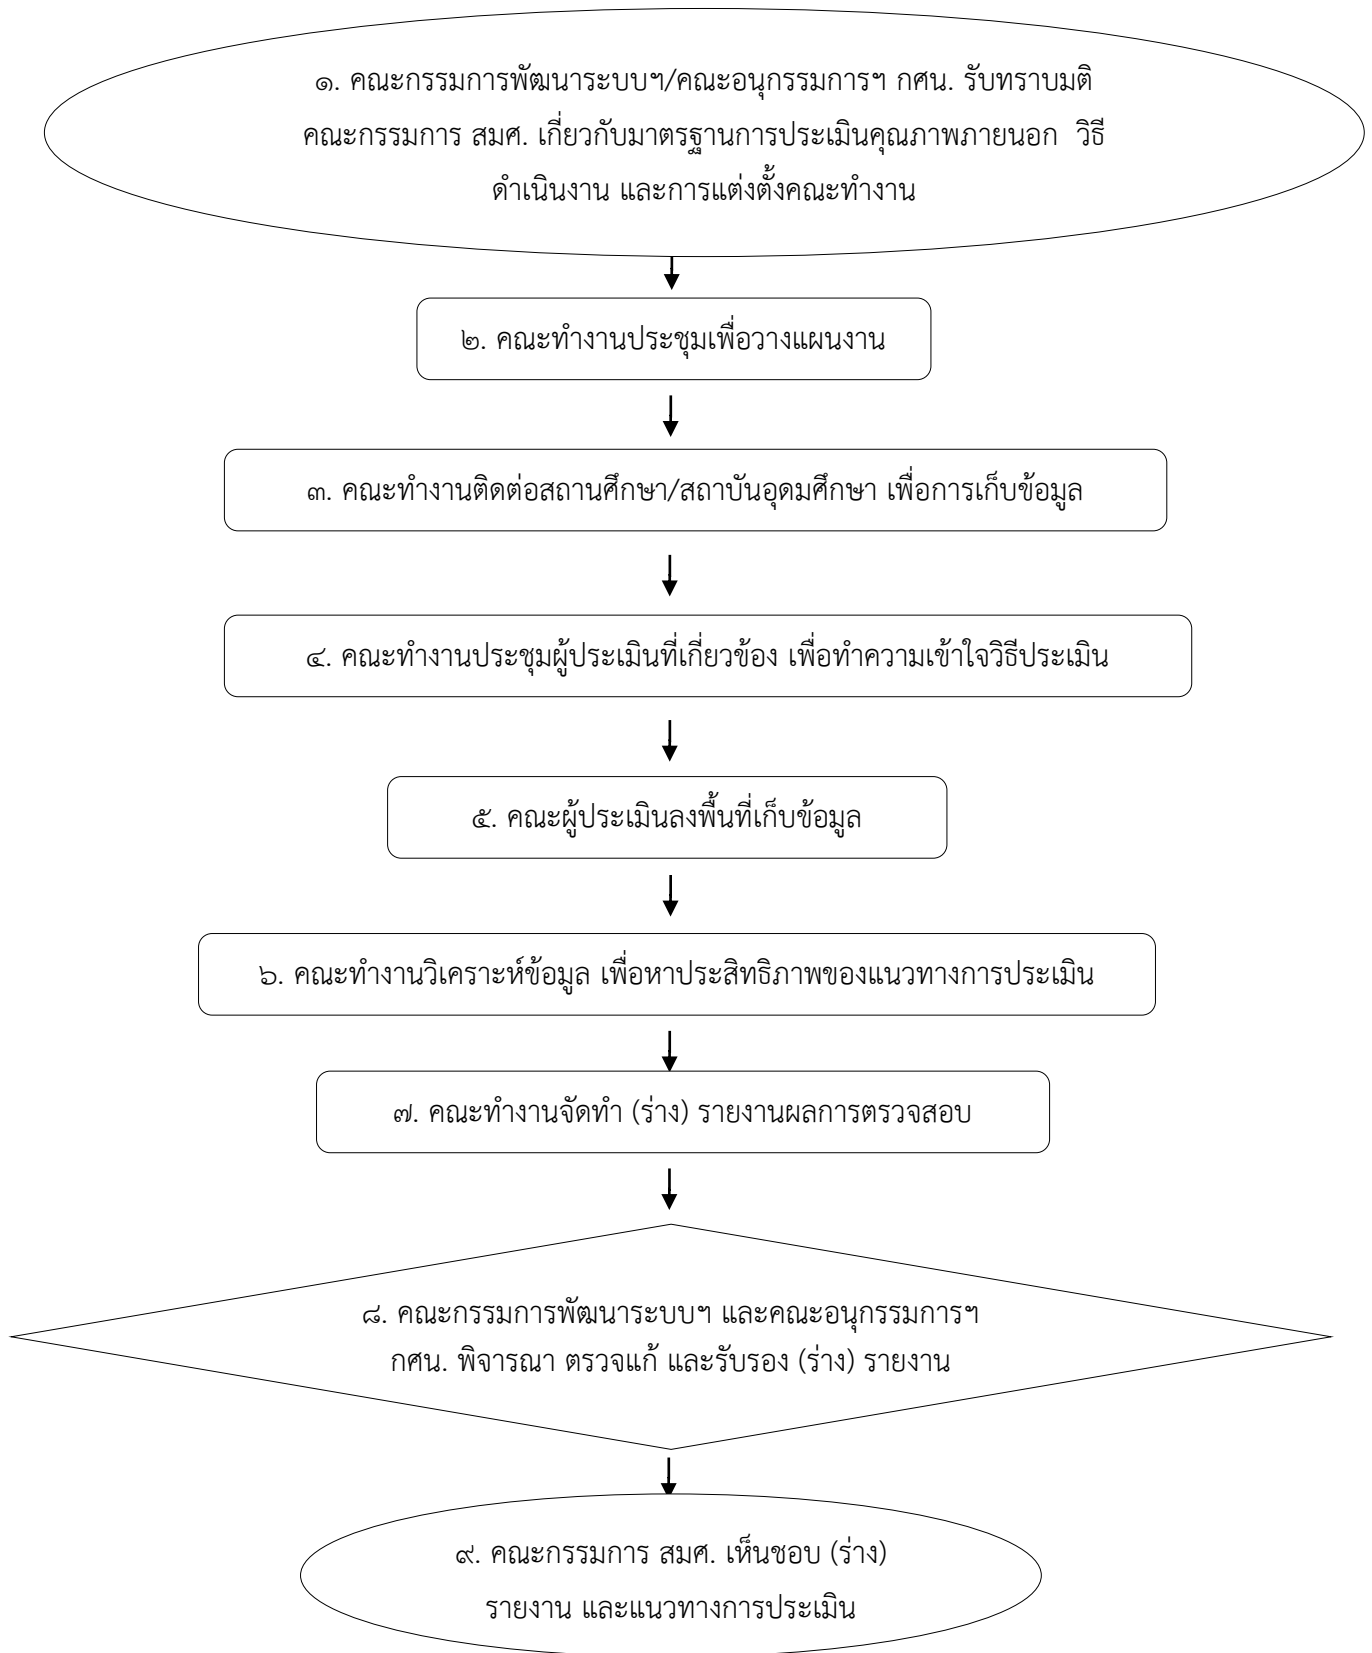 ๑. คณะกรรมการพัฒนาระบบฯ/คณะอนุกรรมการฯ กศน. รับทราบมติ
คณะกรรมการ สมศ. เกี่ยวกับมาตรฐานการประเมินคุณภาพภายนอก วิธี
ดำเนินงาน และการแต่งตั้งคณะทำงาน
๒. คณะทำงานประชุมเพื่อวางแผนงาน
๓. คณะทำงานติดต่อสถานศึกษา/สถาบันอุดมศึกษา เพื่อการเก็บข้อมูล
๔. คณะทำงานประชุมผู้ประเมินที่เกี่ยวข้อง เพื่อทำความเข้าใจวิธีประเมิน
๕. คณะผู้ประเมินลงพื้นที่เก็บข้อมูล
๖. คณะทำงานวิเคราะห์ข้อมูล เพื่อหาประสิทธิภาพของแนวทางการประเมิน
๗. คณะทำงานจัดทำ (ร่าง) รายงานผลการตรวจสอบ
๘. คณะกรรมการพัฒนาระบบฯ และคณะอนุกรรมการฯ
กศน. พิจารณา ตรวจแก้ และรับรอง (ร่าง) รายงาน
๙. คณะกรรมการ สมศ. เห็นชอบ (ร่าง)
รายงาน และแนวทางการประเมิน